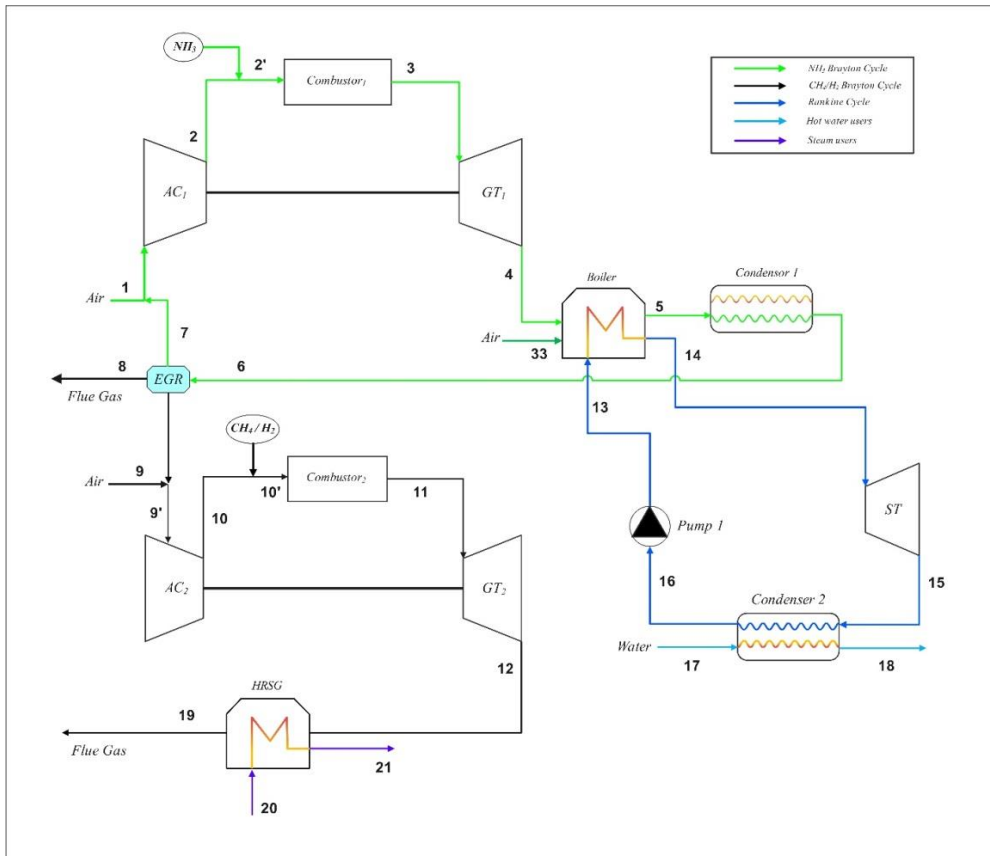 NH₃
2'
Combustor₁
3
2
AC₁
GT₁
NH₃ Brayton Cycle
CH₄/H₂ Brayton Cycle
Rankine Cycle
Hot water users
Steam users
1
Air
4
Boiler
Condensor 1
5
7
Air
33
14
8
EGR
6
Flue Gas
13
CH₄ / H₂
Air
9
10'
Combustor₂
11
9'
10
ST
Pump 1
AC₂
GT₂
16
15
Condenser 2
Water
17
18
12
HRSG
19
Flue Gas
21
20